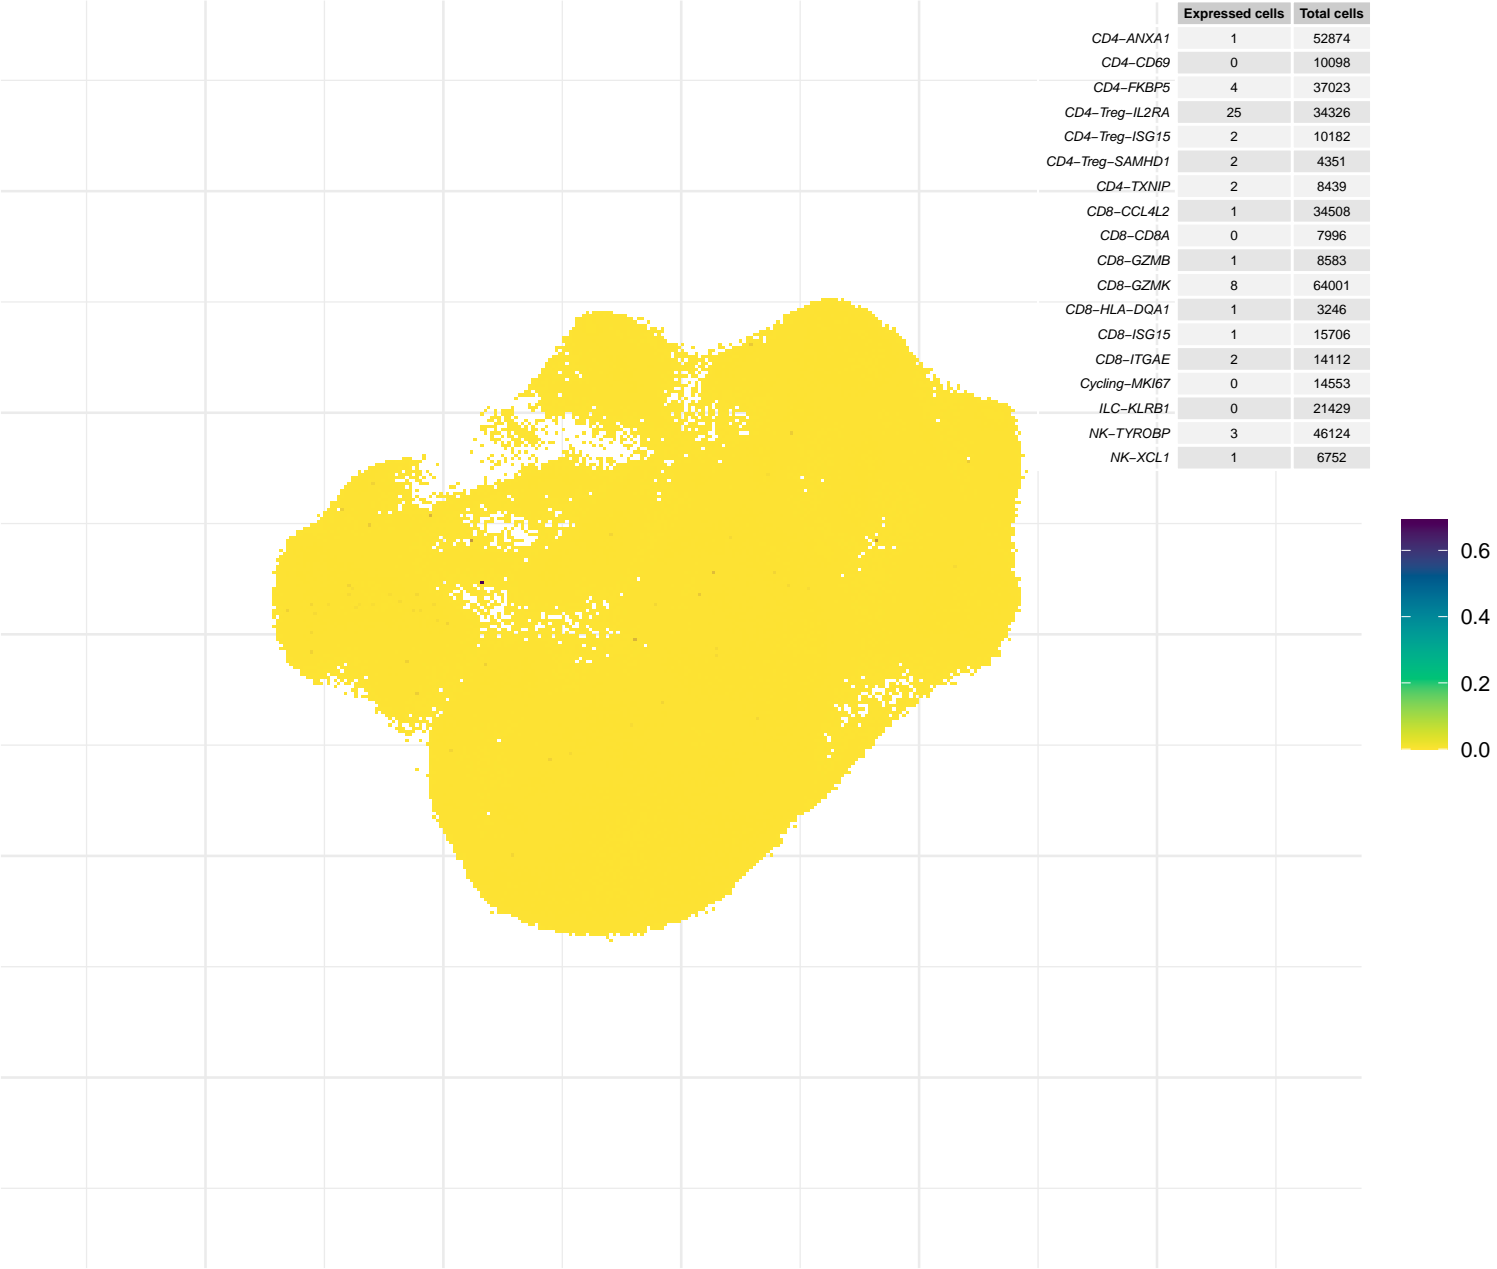 Expressed cells Total cells
CD4−ANXA1 1 52874
CD4−CD69 0 10098
CD4−FKBP5 4 37023
CD4−Treg−IL2RA 25 34326
CD4−Treg−ISG15 2 10182
CD4−Treg−SAMHD1 2 4351
CD4−TXNIP 2 8439
CD8−CCL4L2 1 34508
CD8−CD8A 0 7996
CD8−GZMB 1 8583
CD8−GZMK 8 64001
CD8−HLA−DQA1 1 3246
CD8−ISG15 1 15706
CD8−ITGAE 2 14112
Cycling−MKI67 0 14553
ILC−KLRB1 0 21429
NK−TYROBP 3 46124
NK−XCL1 1 6752
0.6
0.4
0.2
0.0